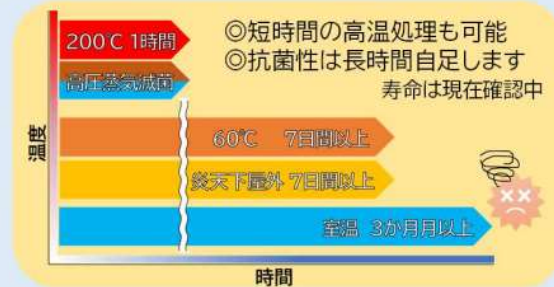 200℃ 1時間
高圧蒸気滅菌
◎短時間の高温処理も可能
◎抗菌性は長時間自足します
寿命は現在確認中
60℃ 7日間以上
炎天下屋外 7日間以上
室温 3か月月以上
温度
時間